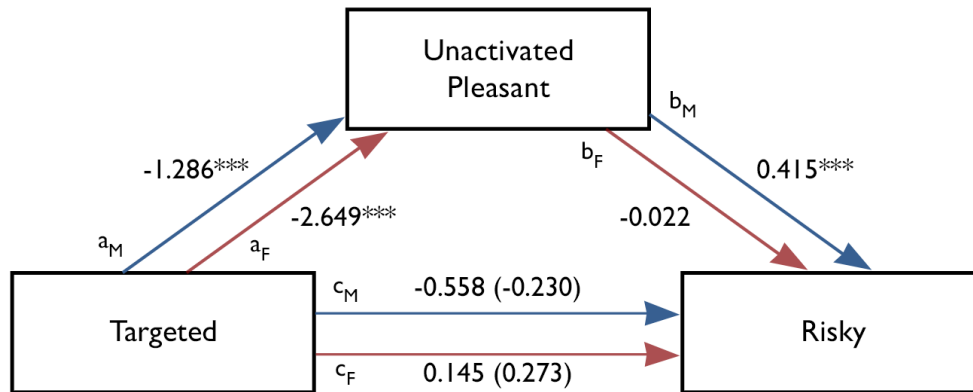 Unactivated
Pleasant
b_M
b_F
-1.286***
0.415***
-2.649***
-0.022
a_M
a_F
c_M
-0.558 (-0.230)
Targeted
Risky
c_F
0.145 (0.273)